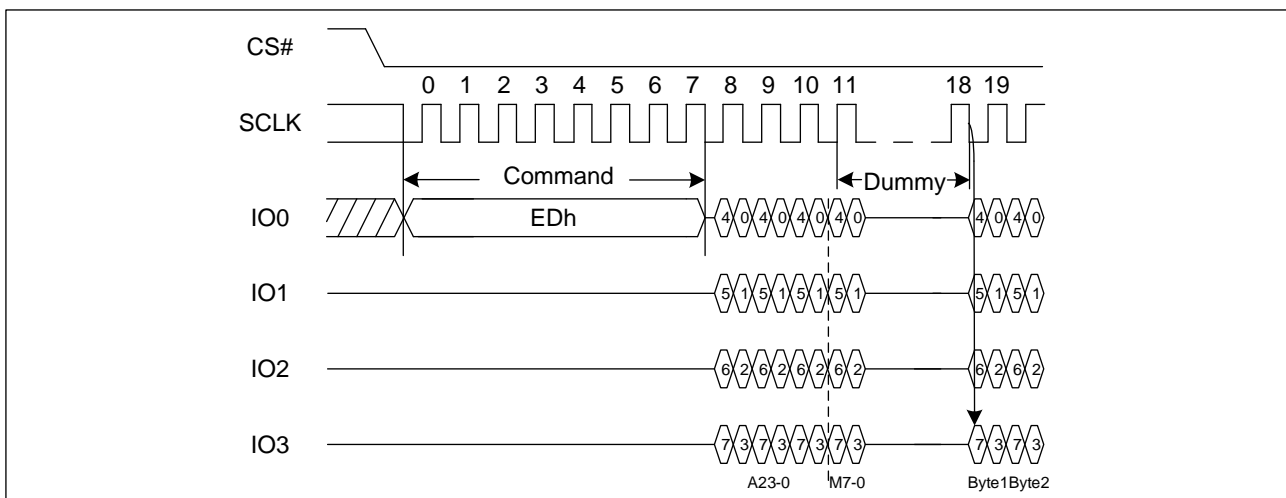 CS#
0 1 2 3 4 5 6 7 8 9 10 11 18 19
SCLK
Command Dummy
IO0 EDh 4 0 4 0 4 0 4 0 4 0 4 0
IO1 5 1 5 1 5 1 5 1 5 1 5 1
IO2 6 2 6 2 6 2 6 2 6 2 6 2
IO3 7 3 7 3 7 3 7 3 7 3 7 3
A23-0 M7-0 Byte1Byte2